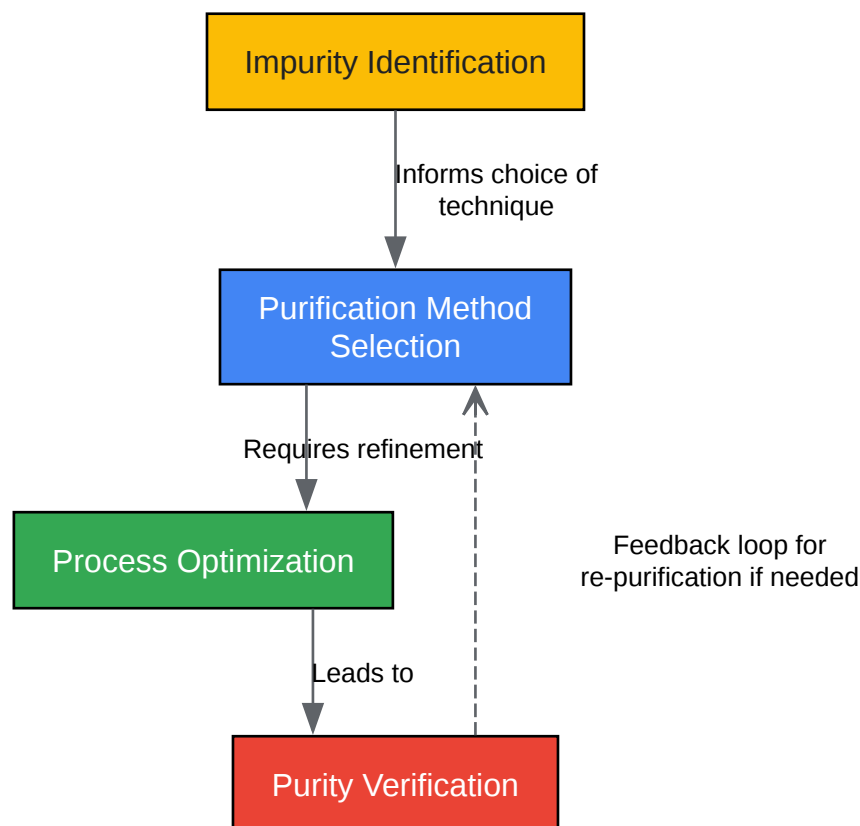 Impurity Identification
Informs choice of
technique
Purification Method
Selection
Requires refinement
Process Optimization
Feedback loop for
re-purification if needed
Leads to
Purity Verification